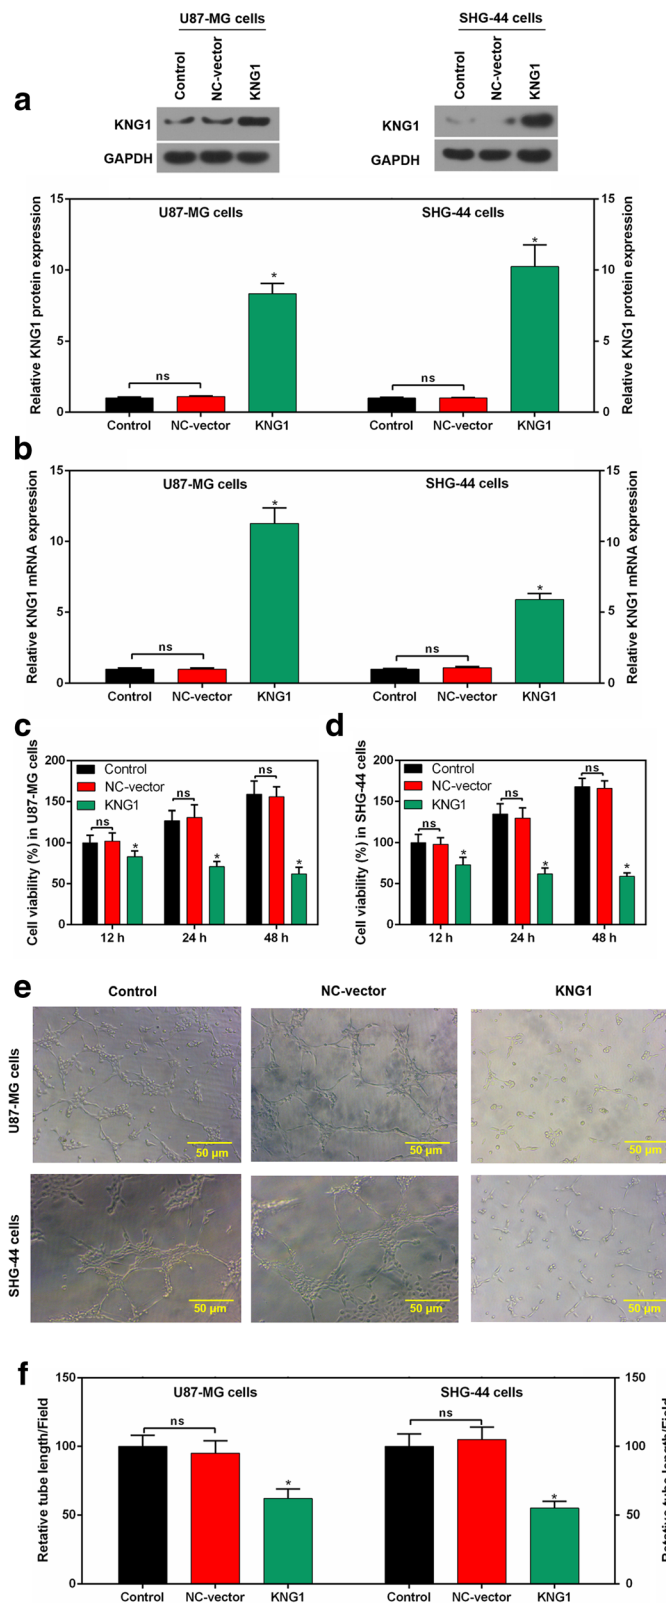 U87-MG cells
SHG-44 cells
Control
NC-vector
KNG1
Control
NC-vector
KNG1
a
KNG1
KNG1
GAPDH
GAPDH
Relative KNG1 protein expression
15
10
5
0
U87-MG cells
SHG-44 cells
ns
*
ns
*
15
10
5
0
Relative KNG1 protein expression
Control NC-vector KNG1 Control NC-vector KNG1
b
Relative KNG1 mRNA expression
15
10
5
0
U87-MG cells
SHG-44 cells
ns
*
ns
*
15
10
5
0
Relative KNG1 mRNA expression
Control NC-vector KNG1 Control NC-vector KNG1
c
Cell viability (%) in U87-MG cells
200
150
100
50
0
Control
NC-vector
KNG1
ns
*
ns
*
ns
*
12 h 24 h 48 h
d
Cell viability (%) in SHG-44 cells
200
150
100
50
0
Control
NC-vector
KNG1
ns
*
ns
*
ns
*
12 h 24 h 48 h
e
Control NC-vector KNG1
U87-MG cells
50 µm 50 µm 50 µm
SHG-44 cells
50 µm 50 µm 50 µm
f
Retative tube length/Field
150
100
50
0
U87-MG cells
SHG-44 cells
ns
*
ns
*
150
100
50
0
Retative tube length/Field
Control NC-vector KNG1 Control NC-vector KNG1